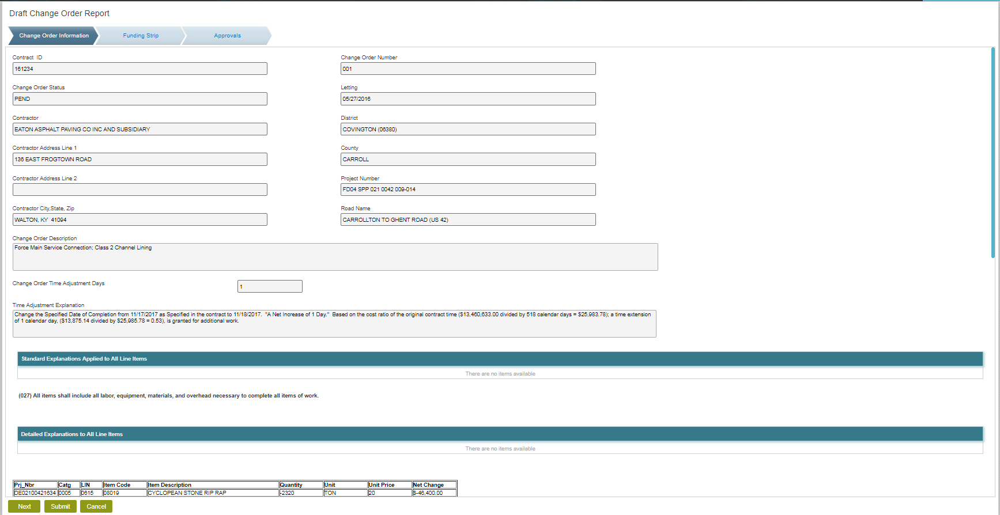 Draft Change Order Report
Change Order Information Funding Strip Approvals
Contract  ID Change Order Number
161234 001
Change Order Status Letting
PEND 05/27/2016
Contractor District
EATON ASPHALT PAVING CO INC AND SUBSIDIARY COVINGTON (06380)
Contractor Address Line 1 County
136 EAST FROGTOWN ROAD CARROLL
Contractor Address Line 2 Project Number
FD04 SPP 021 0042 009-014
Contractor City,State, Zip Road Name
WALTON, KY  41094 CARROLLTON TO GHENT ROAD (US 42)
Change Order Description
Force Main Service Connection; Class 2 Channel Lining
Change Order Time Adjustment Days 1
Time Adjustment Explanation
Change the Specified Date of Completion from 11/17/2017 as Specified in the contract to 11/18/2017.  "A Net Increase of 1 Day."  Based on the cost ratio of the original contract time ($13,460,633.00 divided by 518 calendar days = $25,983.78); a time extension
of 1 calendar day, ($13,875.14 divided by $25,985.78 = 0.53), is granted for additional work.
Standard Explanations Applied to All Line Items
There are no items available
(027) All items shall include all labor, equipment, materials, and overhead necessary to complete all items of work.
Detailed Explanations to All Line Items
There are no items available
Prj_Nbr Catg LIN Item Code Item Description Quantity Unit Unit Price Net Change
DE02100421634 0005 0615 08019 CYCLOPEAN STONE RIP RAP -2320 TON 20 $-46,400.00
Next Submit Cancel